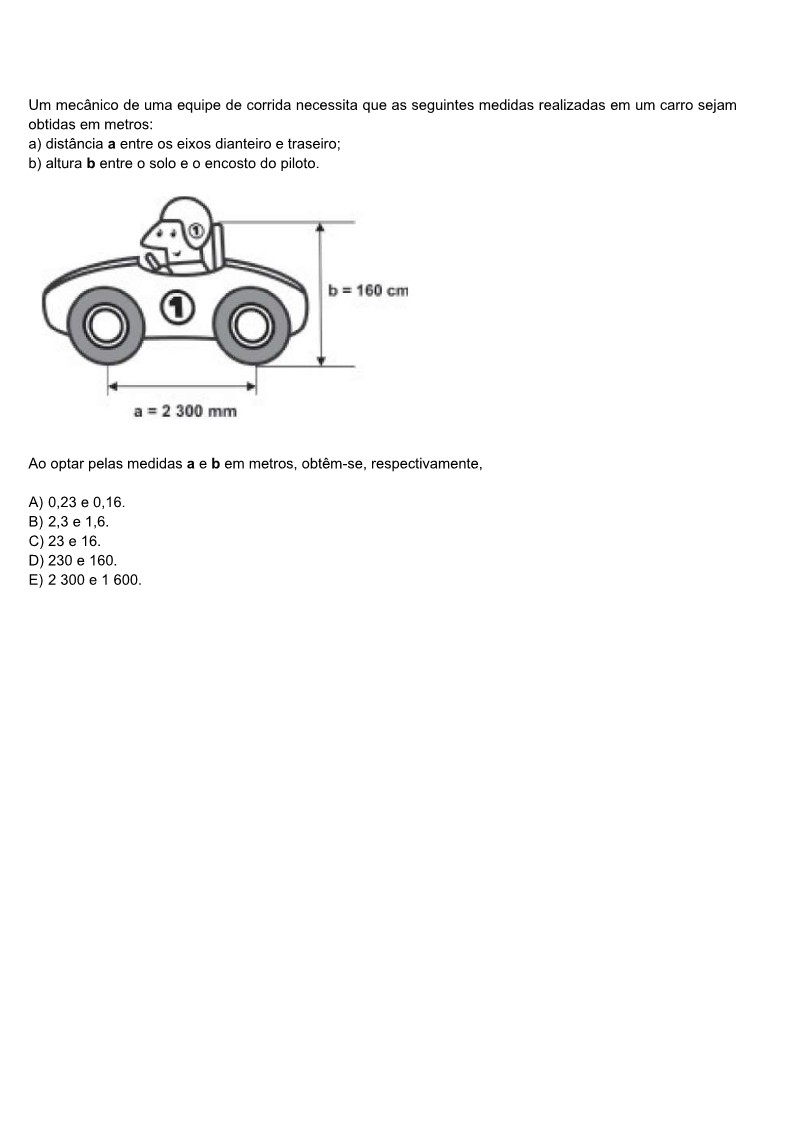 Um mecânico de uma equipe de corrida necessita que as seguintes medidas realizadas em um carro sejam
obtidas em metros:
a) distância a entre os eixos dianteiro e traseiro;
b) altura b entre o solo e o encosto do piloto.
1
1
b = 160 cm
a = 2 300 mm
Ao optar pelas medidas a e b em metros, obtêm-se, respectivamente,
A) 0,23 e 0,16.
B) 2,3 e 1,6.
C) 23 e 16.
D) 230 e 160.
E) 2 300 e 1 600.